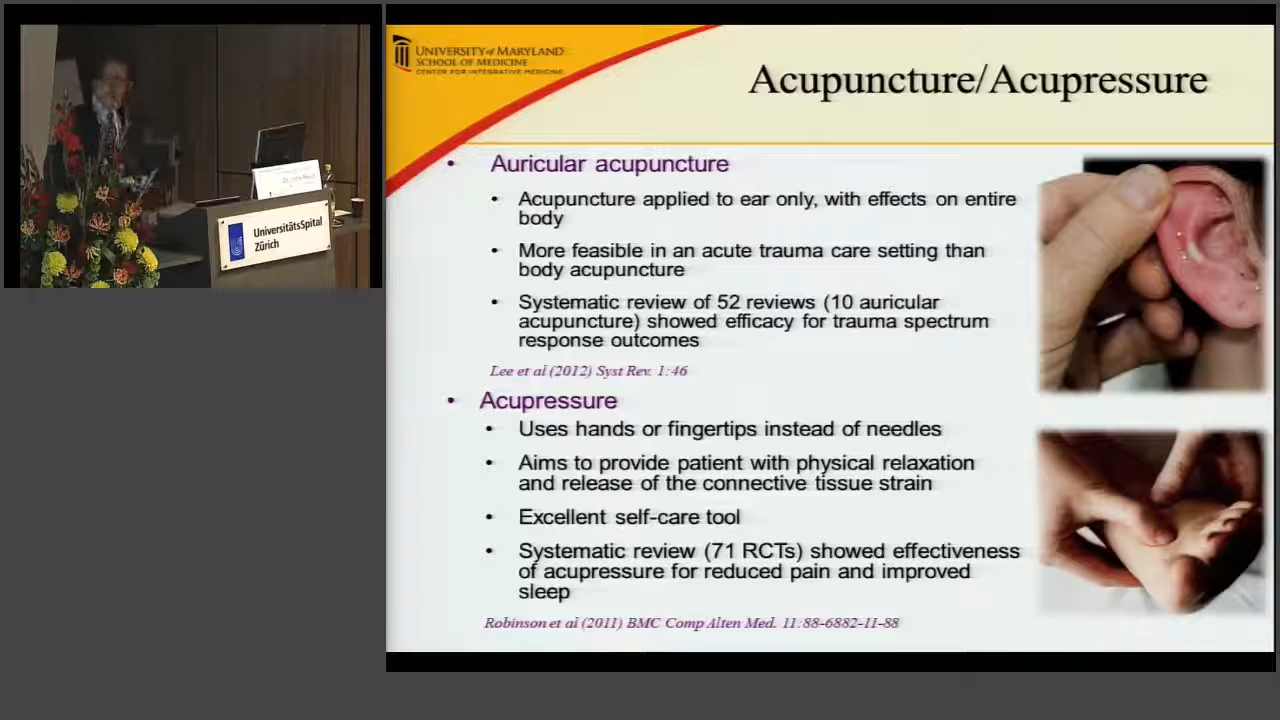 UNIVERSITY of MARYLAND
SCHOOL OF MEDICINE
CENTER FOR INTEGRATIVE MEDICINE
Acupuncture/Acupressure
• Auricular acupuncture
• Acupuncture applied to ear only, with effects on entire
body
• More feasible in an acute trauma care setting than
body acupuncture
• Systematic review of 52 reviews (10 auricular
acupuncture) showed efficacy for trauma spectrum
response outcomes
Lee et al (2012) Syst Rev. 1:46
• Acupressure
• Uses hands or fingertips instead of needles
• Aims to provide patient with physical relaxation
and release of the connective tissue strain
• Excellent self-care tool
• Systematic review (71 RCTs) showed effectiveness
of acupressure for reduced pain and improved
sleep
Robinson et al (2011) BMC Comp Alten Med. 11:88-6882-11-88
UniversitätsSpital
Zürich